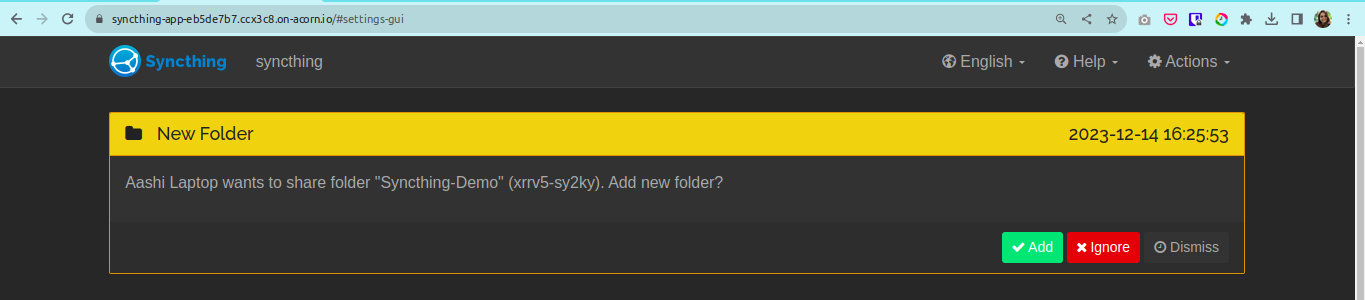 syncthing-app-eb5de7b7.ccx3c8.on-acorn.io/#settings-gui
Syncthing syncthing English Help Actions
New Folder 2023-12-14 16:25:53
Aashi Laptop wants to share folder "Syncthing-Demo" (xrrv5-sy2ky). Add new folder?
Add Ignore Dismiss